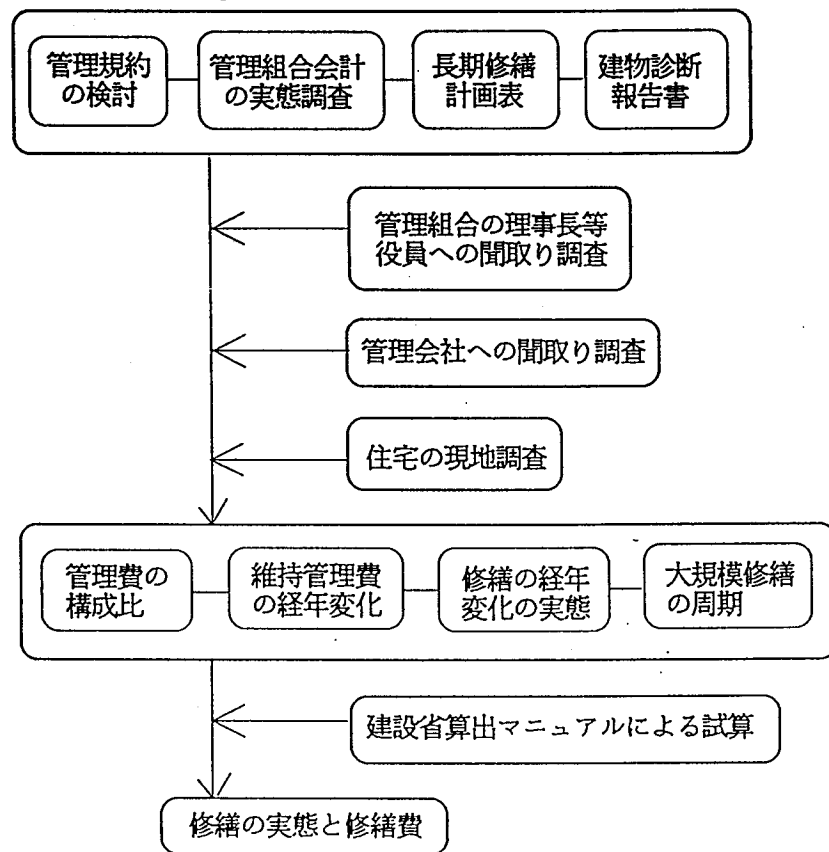 管理規約
の検討
管理組合会計
の実態調査
長期修繕
計画表
建物診断
報告書
管理組合の理事長等
役員への聞取り調査
管理会社への聞取り調査
住宅の現地調査
管理費の
構成比
維持管理費
の経年変化
修繕の経年
変化の実態
大規模修繕
の周期
建設省算出マニュアルによる試算
修繕の実態と修繕費